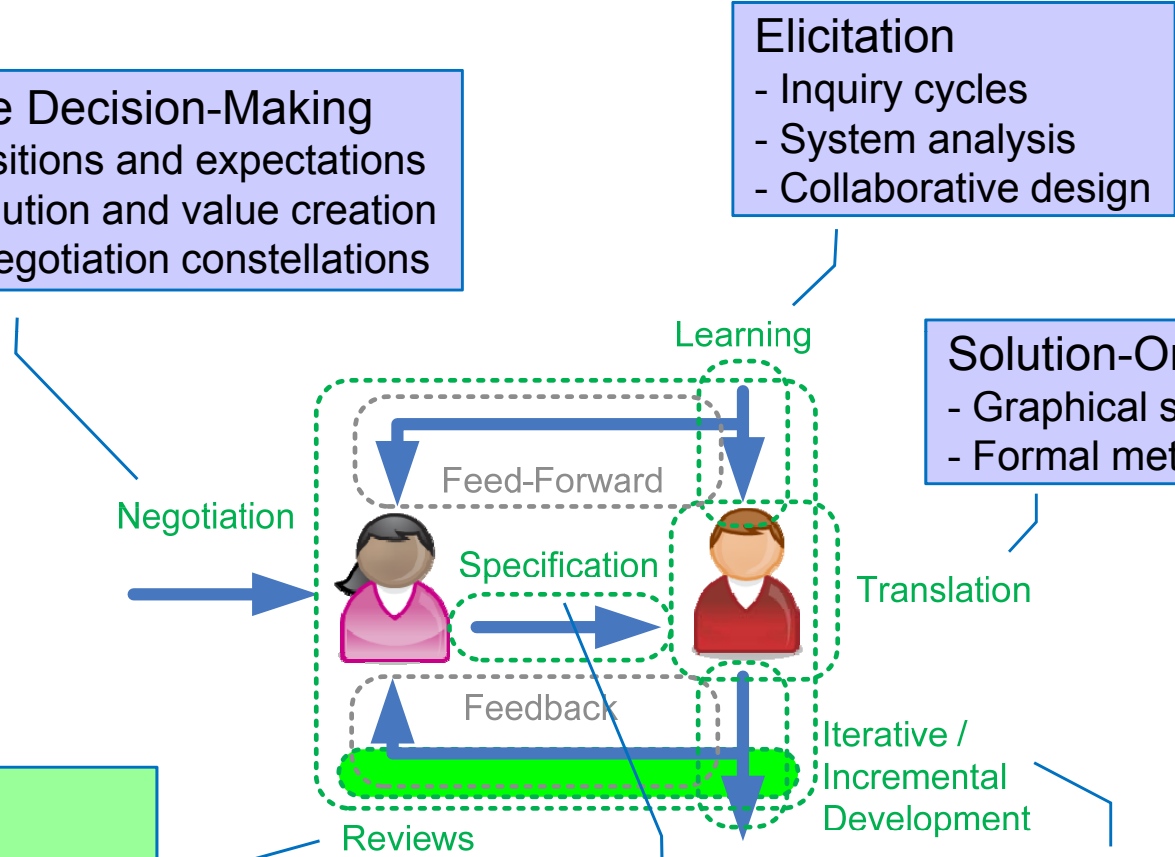 Elicitation
- Inquiry cycles
- System analysis
- Collaborative design
e Decision-Making
sitions and expectations
lution and value creation
egotiation constellations
Learning
Solution-Or
- Graphical s
- Formal met
Feed-Forward
Negotiation
Specification
Translation
Feedback
Iterative /
Incremental
Development
Reviews